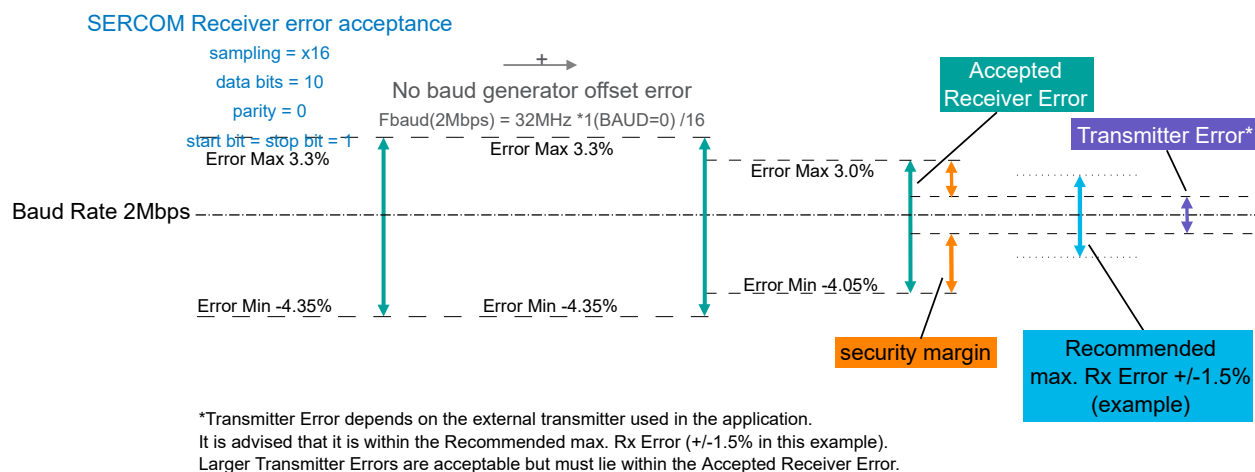 SERCOM Receiver error acceptance
sampling = x16
data bits = 10
parity = 0
start bit = stop bit = 1
+
No baud generator offset error
Fbaud(2Mbps) = 32MHz *1(BAUD=0) /16
Accepted
Receiver Error
Transmitter Error*
Error Max 3.3%
Error Max 3.3%
Error Max 3.0%
Baud Rate 2Mbps
Error Min -4.35%
Error Min -4.35%
Error Min -4.05%
security margin
Recommended
max. Rx Error +/-1.5%
(example)
*Transmitter Error depends on the external transmitter used in the application.
It is advised that it is within the Recommended max. Rx Error (+/-1.5% in this example).
Larger Transmitter Errors are acceptable but must lie within the Accepted Receiver Error.